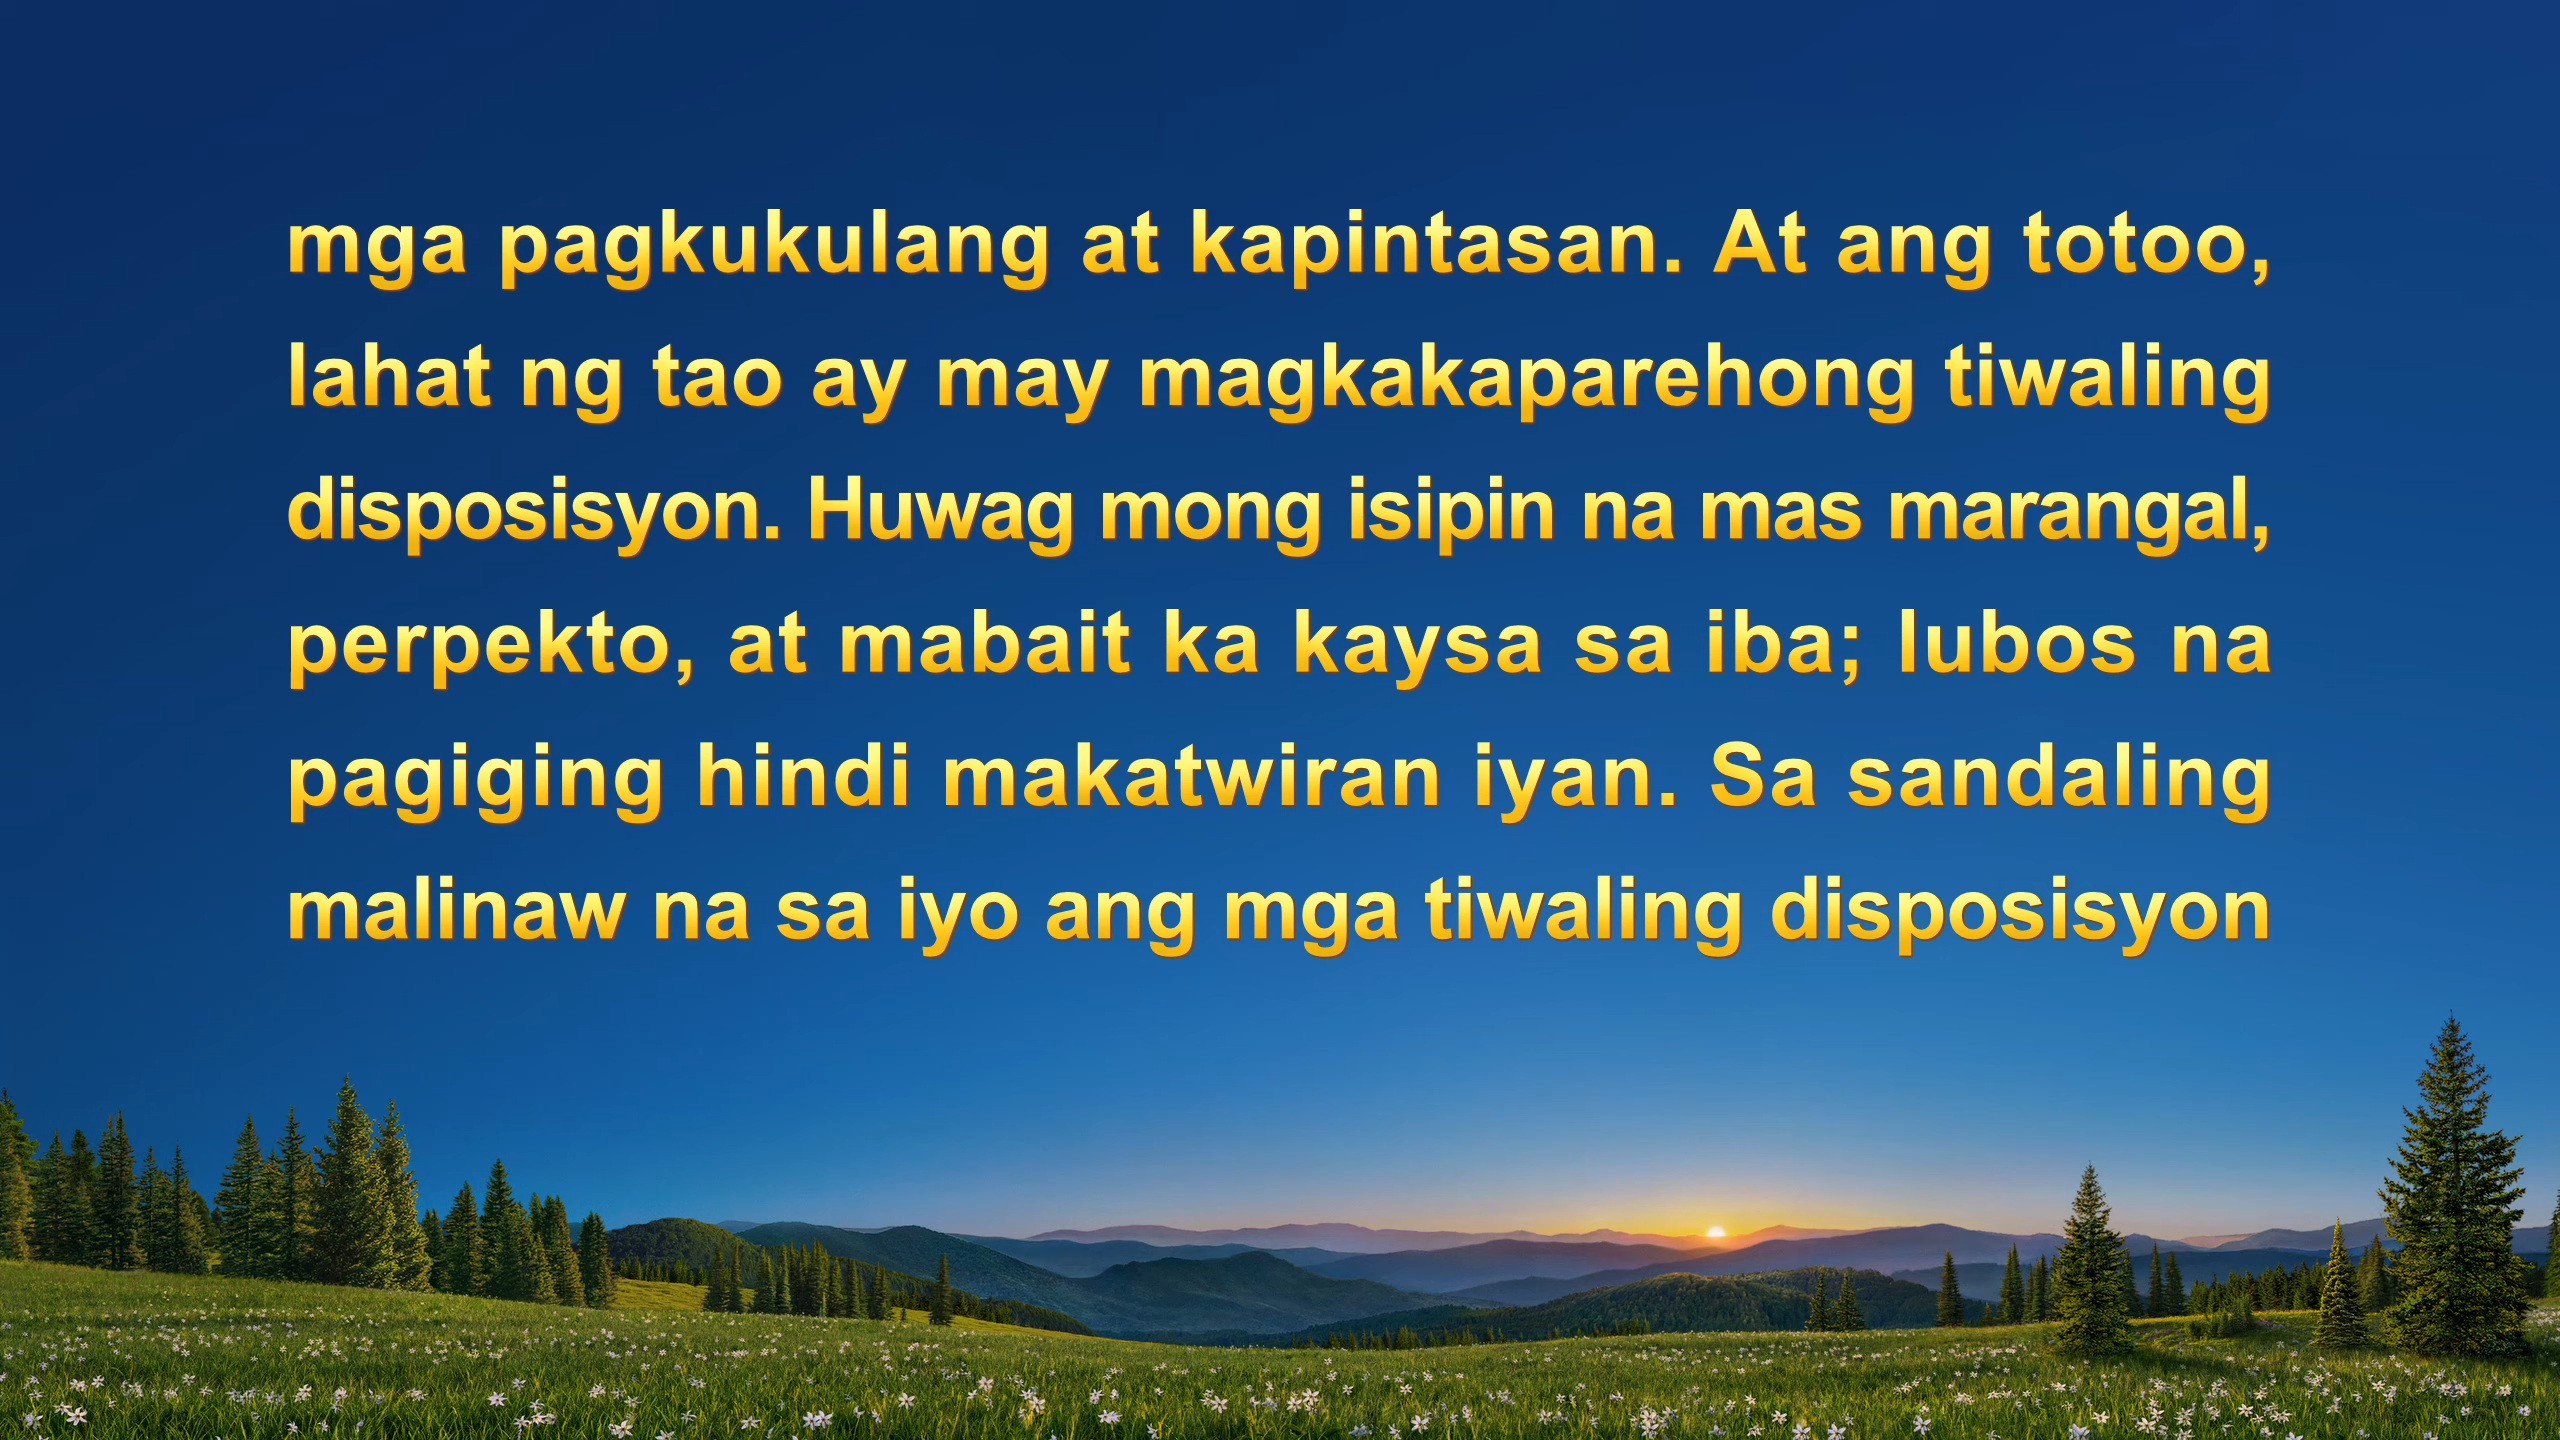 mga pagkukulang at kapintasan. At ang totoo,
lahat ng tao ay may magkakaparehong tiwaling
disposisyon. Huwag mong isipin na mas marangal,
perpekto, at mabait ka kaysa sa iba; lubos na
pagiging hindi makatwiran iyan. Sa sandaling
malinaw na sa iyo ang mga tiwaling disposisyon